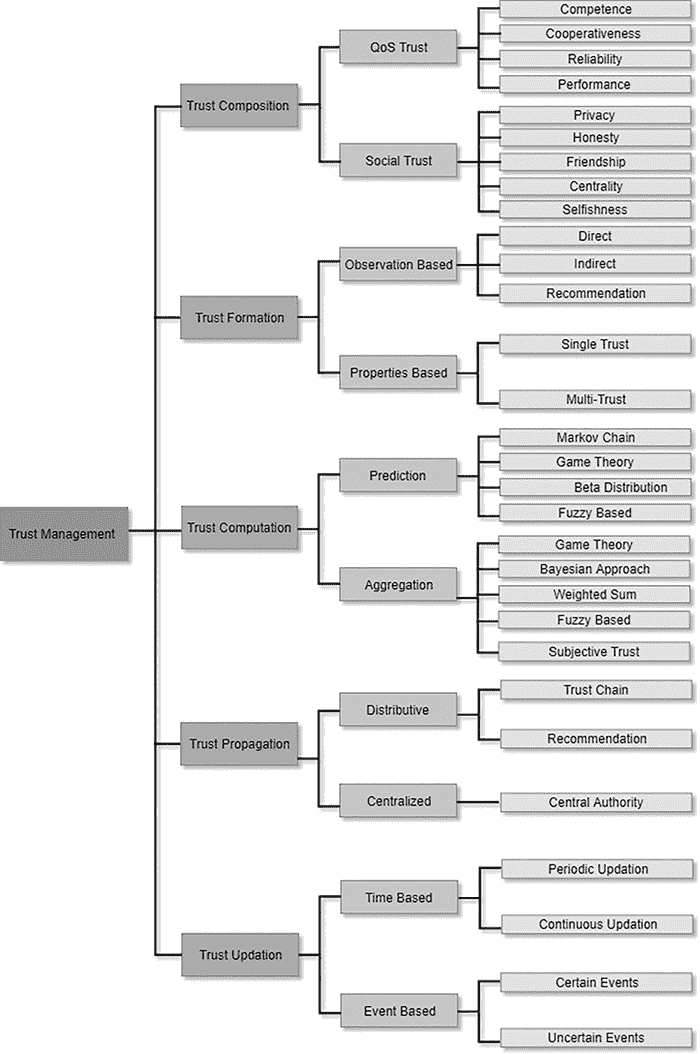 Trust Management
Trust Composition
QoS Trust
Competence
Cooperativeness
Reliability
Performance
Social Trust
Privacy
Honesty
Friendship
Centrality
Selfishness
Trust Formation
Observation Based
Direct
Indirect
Recommendation
Properties Based
Single Trust
Multi-Trust
Trust Computation
Prediction
Markov Chain
Game Theory
Beta Distribution
Fuzzy Based
Aggregation
Game Theory
Bayesian Approach
Weighted Sum
Fuzzy Based
Subjective Trust
Trust Propagation
Distributive
Trust Chain
Recommendation
Centralized
Central Authority
Trust Updation
Time Based
Periodic Updation
Continuous Updation
Event Based
Certain Events
Uncertain Events